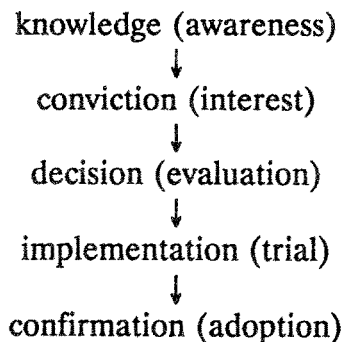 knowledge (awareness)
conviction (interest)
decision (evaluation)
implementation (trial)
confirmation (adoption)